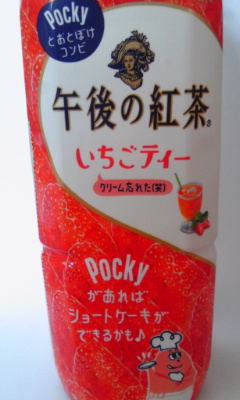 Pocky
とおとぼけ
コンビ
午後の紅茶®
いちごティー
クリーム忘れた(笑)
Pocky
があれば
ショートケーキが
できるかも♪